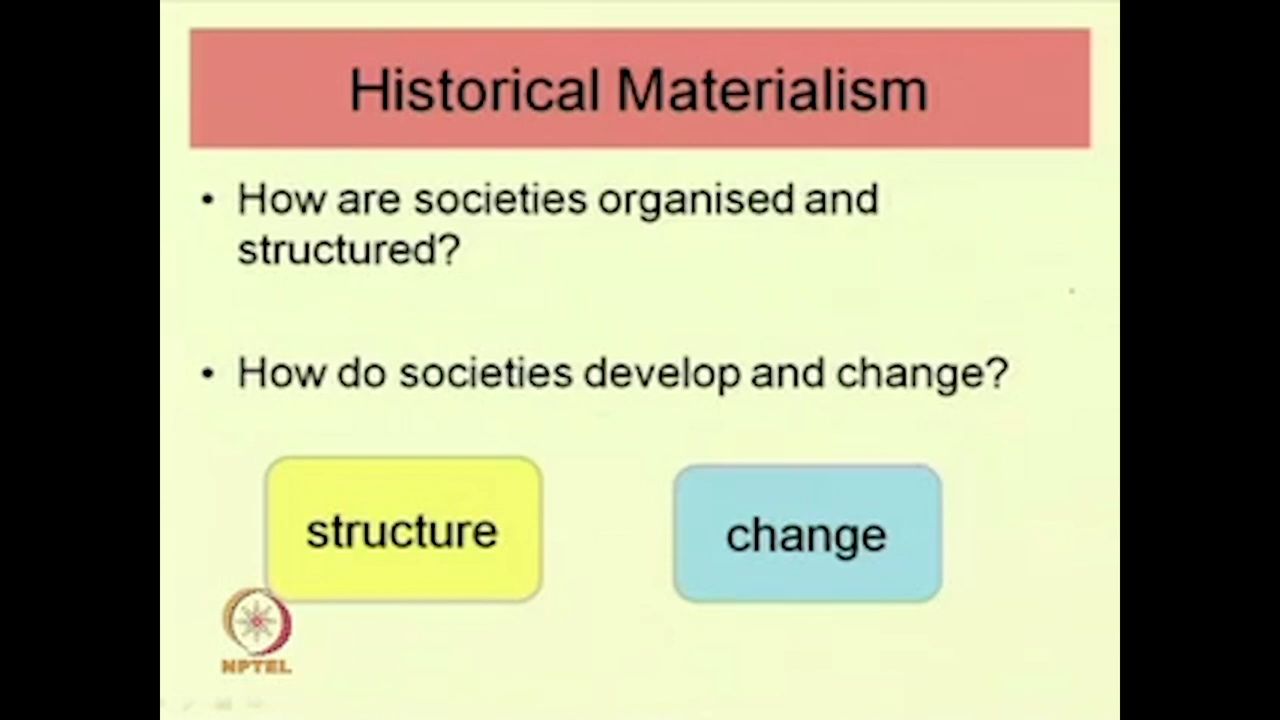 Historical Materialism
• How are societies organised and
structured?
• How do societies develop and change?
structure
change
NPTEL